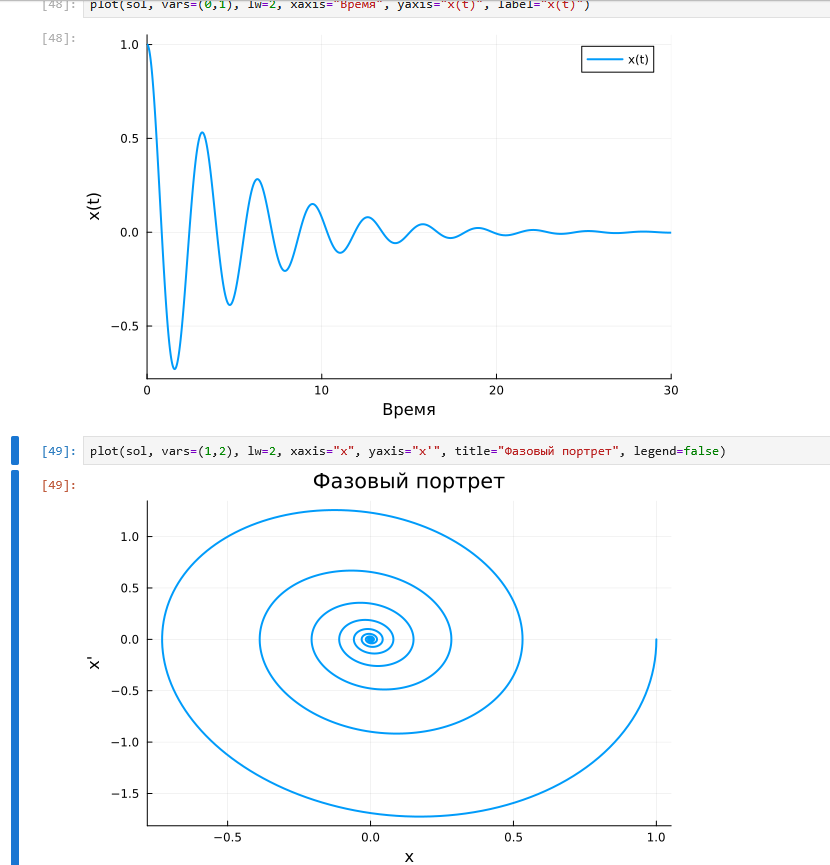 [48]: plot(sol, vars=(0,1), lw=2, xaxis="Время", yaxis="x(t)", label="x(t)")
[48]:
1.0
x(t)
0.5
x(t)
0.0
−0.5
0 10 20 30
Время
[49]: plot(sol, vars=(1,2), lw=2, xaxis="x", yaxis="x'", title="Фазовый портрет", legend=false)
[49]:
Фазовый портрет
1.0
0.5
0.0
x'
−0.5
−1.0
−1.5
−0.5 0.0 0.5 1.0
x